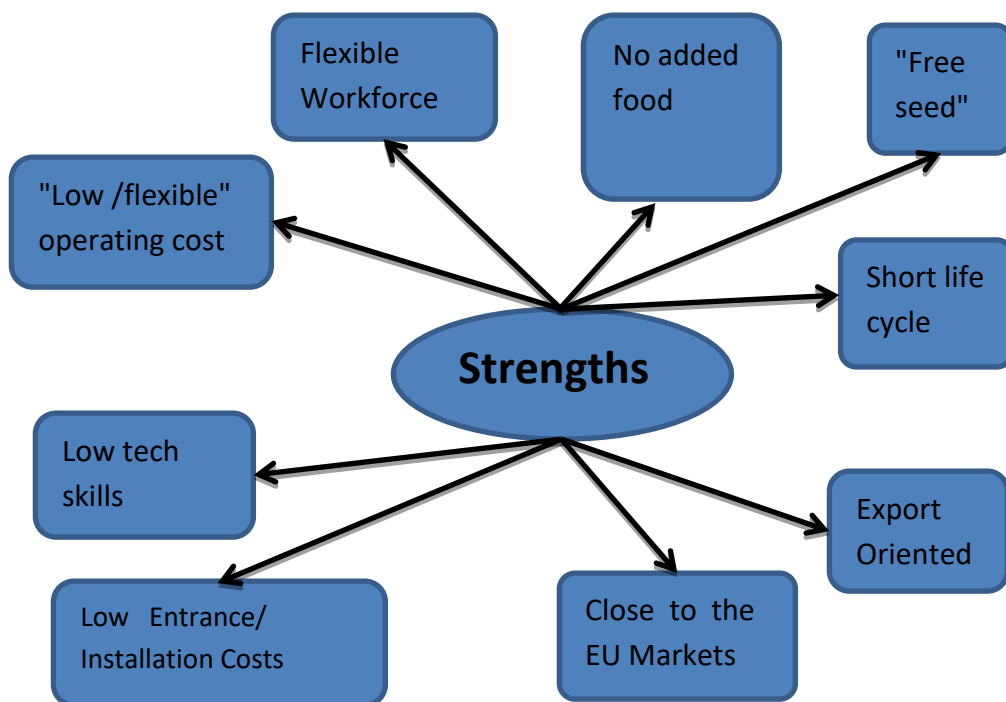 Flexible
Workforce
No added
food
"Free
seed"
"Low /flexible"
operating cost
Short life
cycle
Strengths
Low tech
skills
Export
Oriented
Low Entrance/
Installation Costs
Close to the
EU Markets